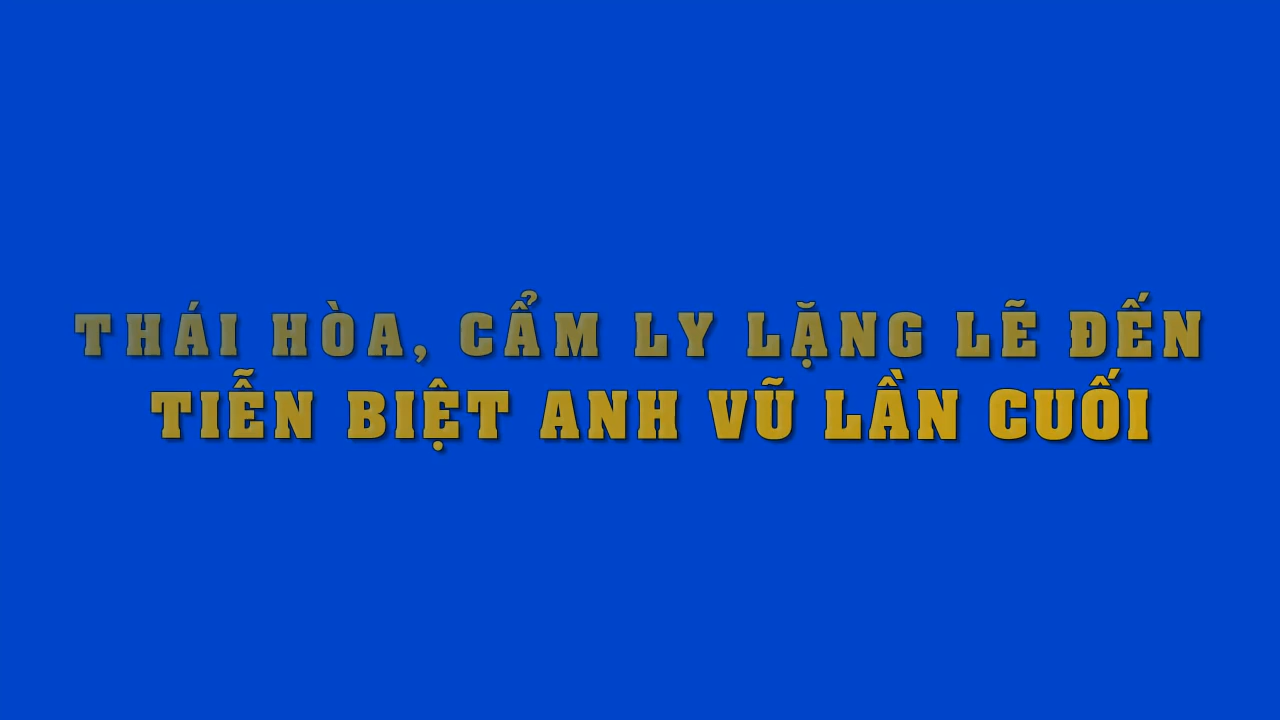 THÁI HÒA, CẨM LY LẶNG LẼ ĐẾN
TIỄN BIỆT ANH VŨ LẦN CUỐI